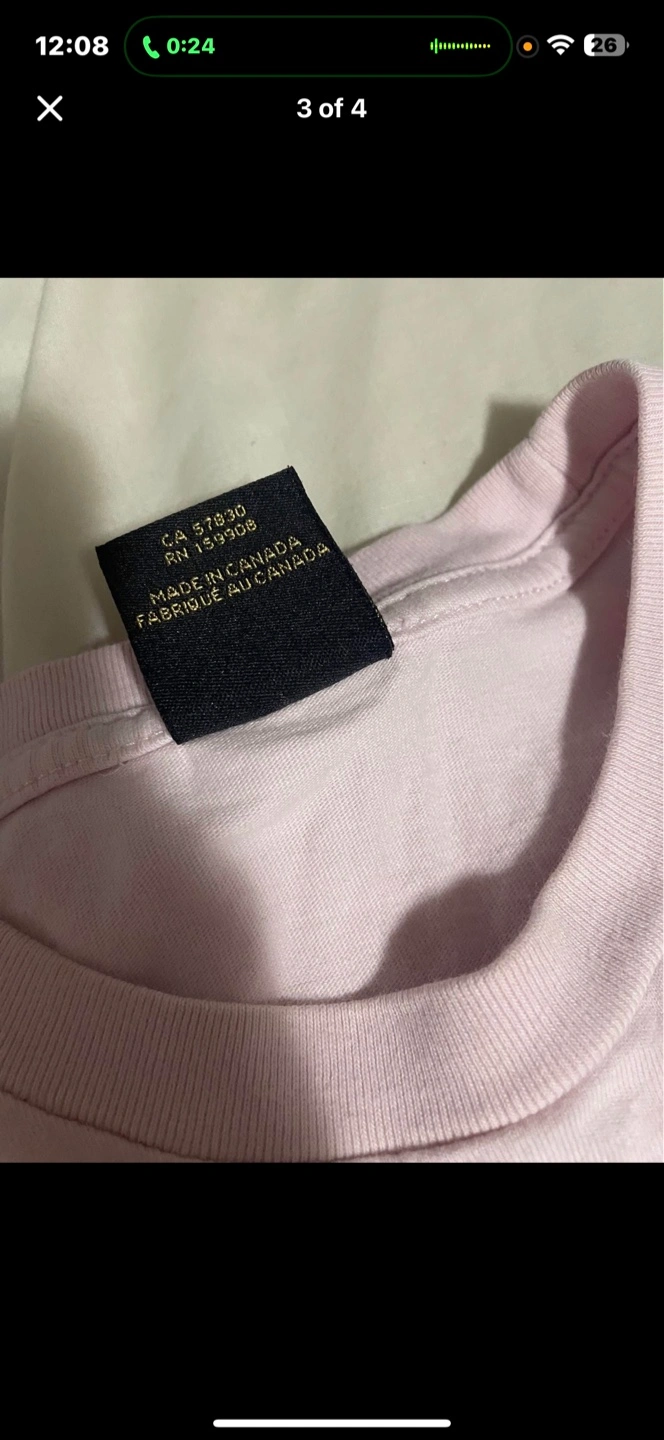 12:08
0:24
26
3 of 4
CA 57830
RN 159908
MADE IN CANADA
FABRIQUÉ AU CANADA